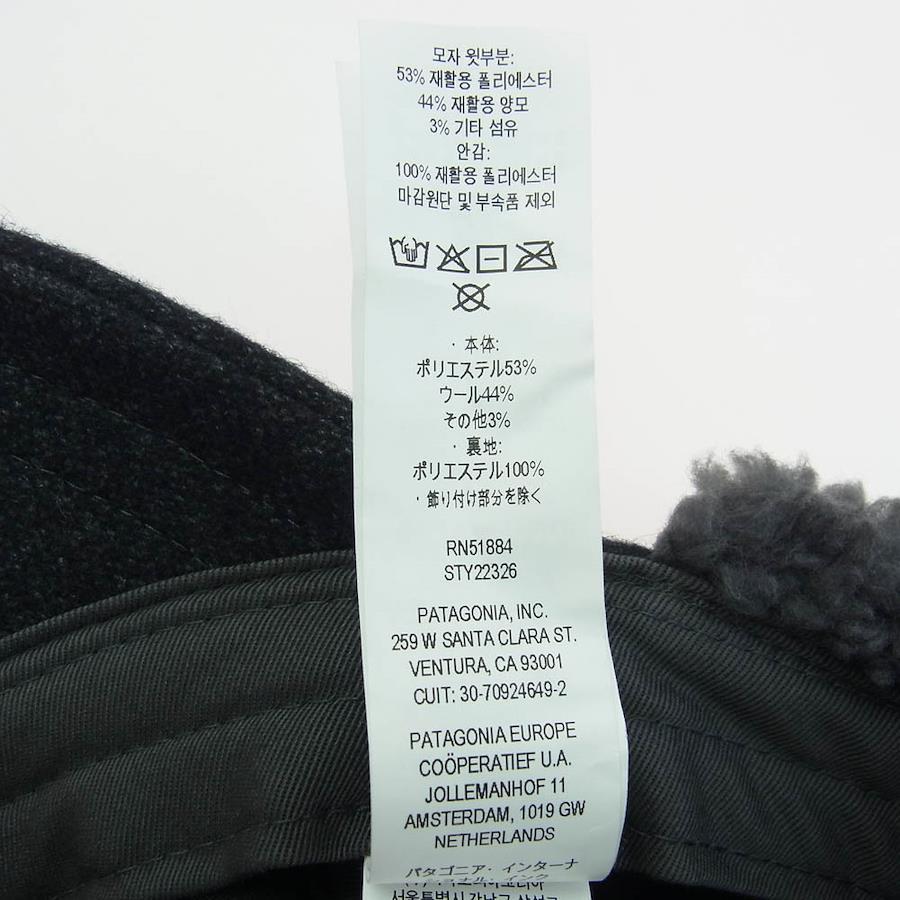 모자 윗부분:
53% 재활용 폴리에스터
44% 재활용 양모
3% 기타 섬유
안감:
100% 재활용 폴리에스터
마감원단 및 부속품 제외
・本体:
ポリエステル53%
ウール44%
その他3%
・裏地:
ポリエステル100%
・飾り付け部分を除く
RN51884
STY22326
PATAGONIA, INC.
259 W SANTA CLARA ST.
VENTURA, CA 93001
CUIT: 30-70924649-2
PATAGONIA EUROPE
COÖPERATIEF U.A.
JOLLEMANHOF 11
AMSTERDAM, 1019 GW
NETHERLANDS
パタゴニア・インターナ